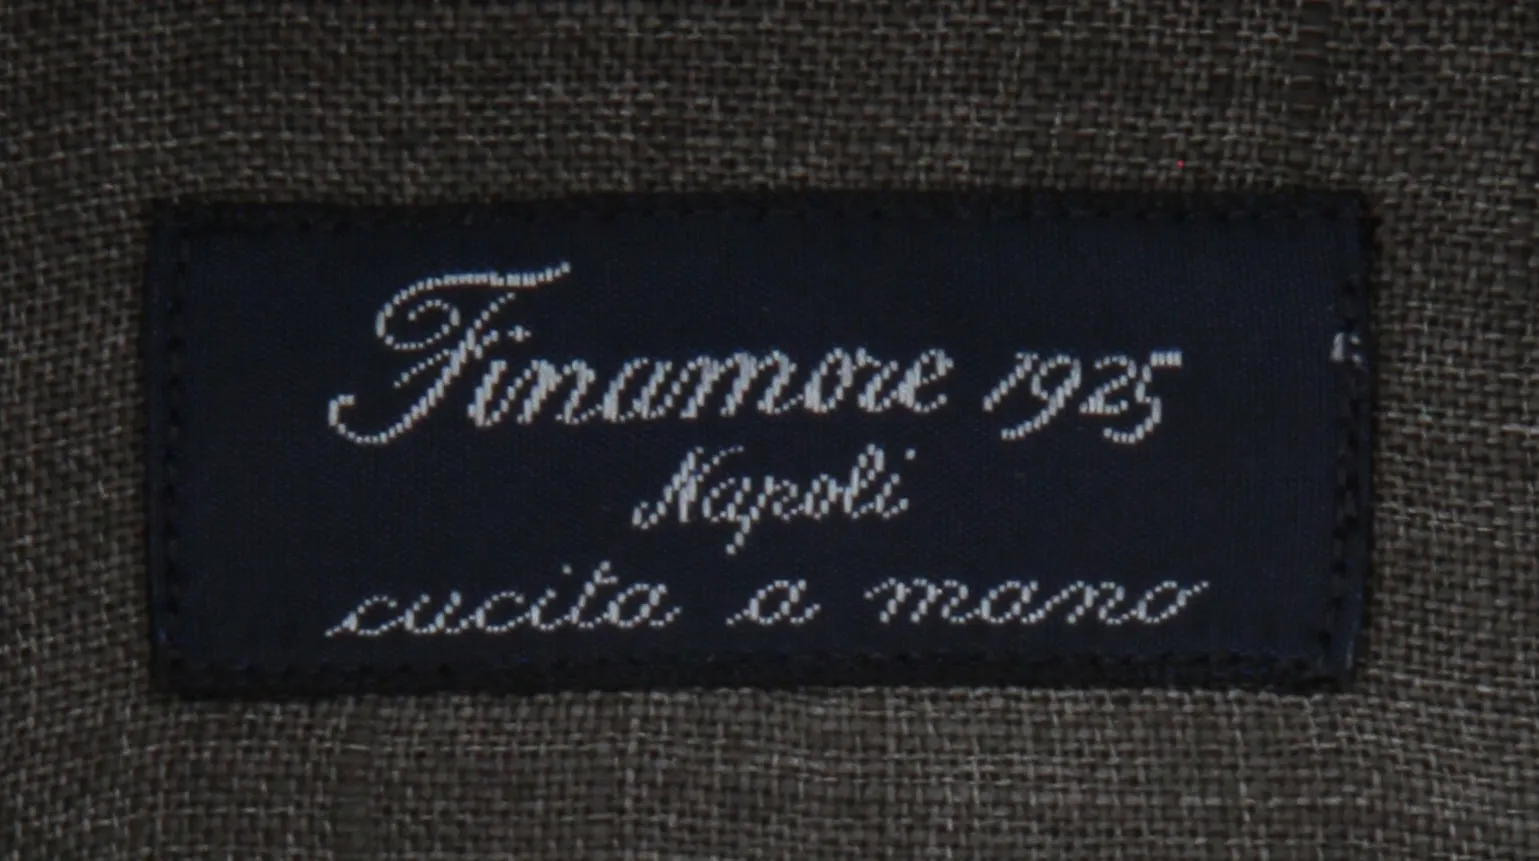 Finamore 1925
Napoli
cucita a mano